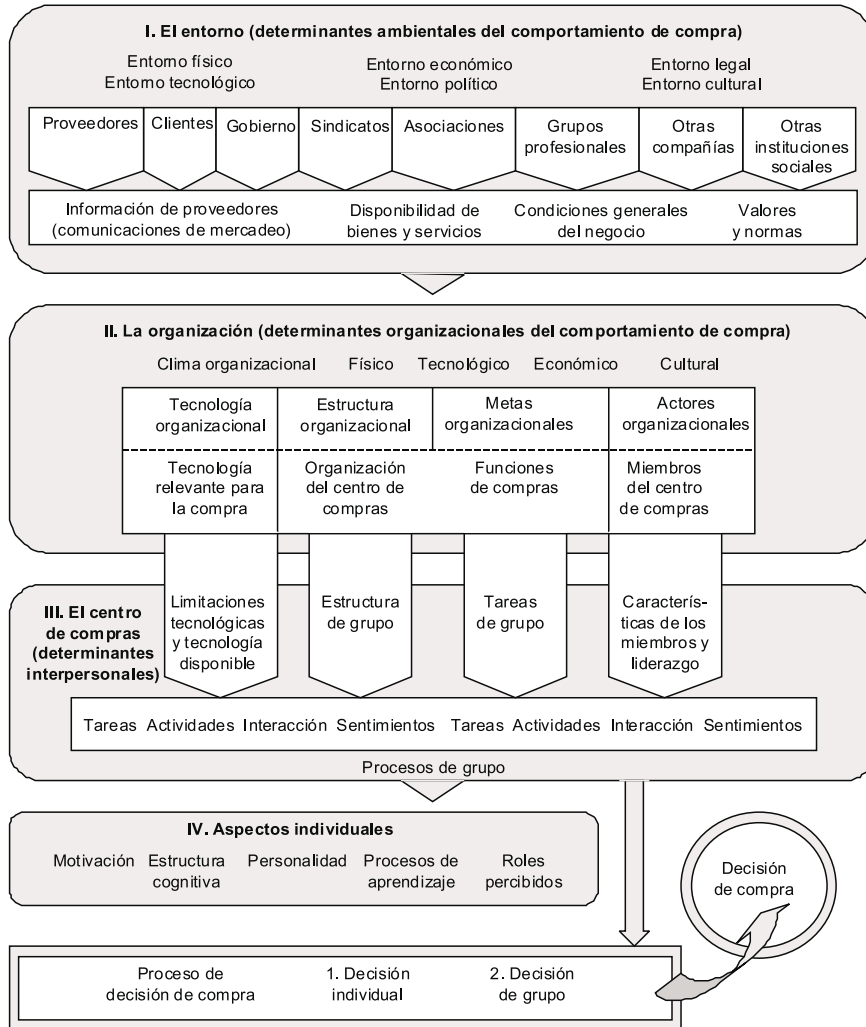 I. El entorno (determinantes ambientales del comportamiento de compra)
Entorno físico
Entorno tecnológico
Entorno económico
Entorno político
Entorno legal
Entorno cultural
Proveedores
Clientes
Gobierno
Sindicatos
Asociaciones
Grupos
profesionales
Otras
compañías
Otras
instituciones
sociales
Información de proveedores
(comunicaciones de mercadeo)
Disponibilidad de
bienes y servicios
Condiciones generales
del negocio
Valores
y normas
II. La organización (determinantes organizacionales del comportamiento de compra)
Clima organizacional Físico Tecnológico Económico Cultural
Tecnología
organizacional
Estructura
organizacional
Metas
organizacionales
Actores
organizacionales
Tecnología
relevante para
la compra
Organización
del centro de
compras
Funciones
de compras
Miembros
del centro
de compras
III. El centro
de compras
(determinantes
interpersonales)
Limitaciones
tecnológicas
y tecnología
disponible
Estructura
de grupo
Tareas
de grupo
Caracterís-
ticas de los
miembros y
liderazgo
Tareas Actividades Interacción Sentimientos Tareas Actividades Interacción Sentimientos
Procesos de grupo
IV. Aspectos individuales
Motivación
Estructura
cognitiva
Personalidad
Procesos de
aprendizaje
Roles
percibidos
Decisión
de compra
Proceso de
decisión de compra
1. Decisión
individual
2. Decisión
de grupo